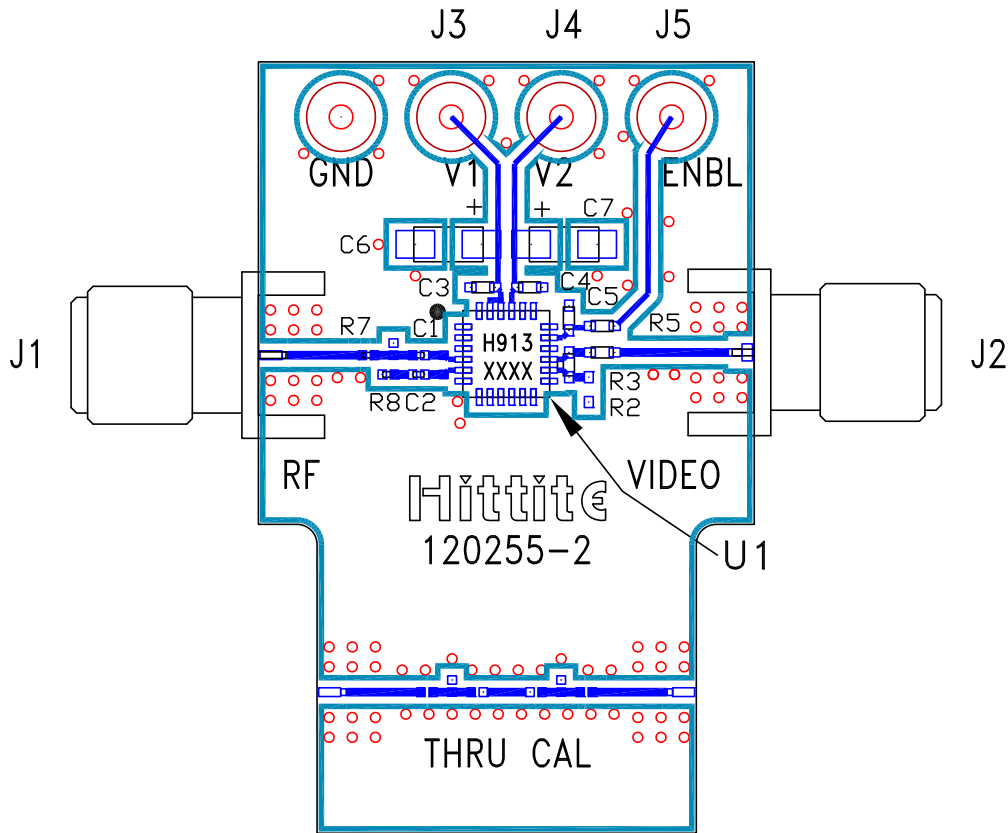 J3 J4 J5
GND V1 V2 ENBL
+ +
C7
C6
C3 C4 C5
R7 C1 R5
J1 J2
H913
XXXX
R8 C2 R3
R2
RF VIDEO
Hittite
120255-2
U1
THRU CAL